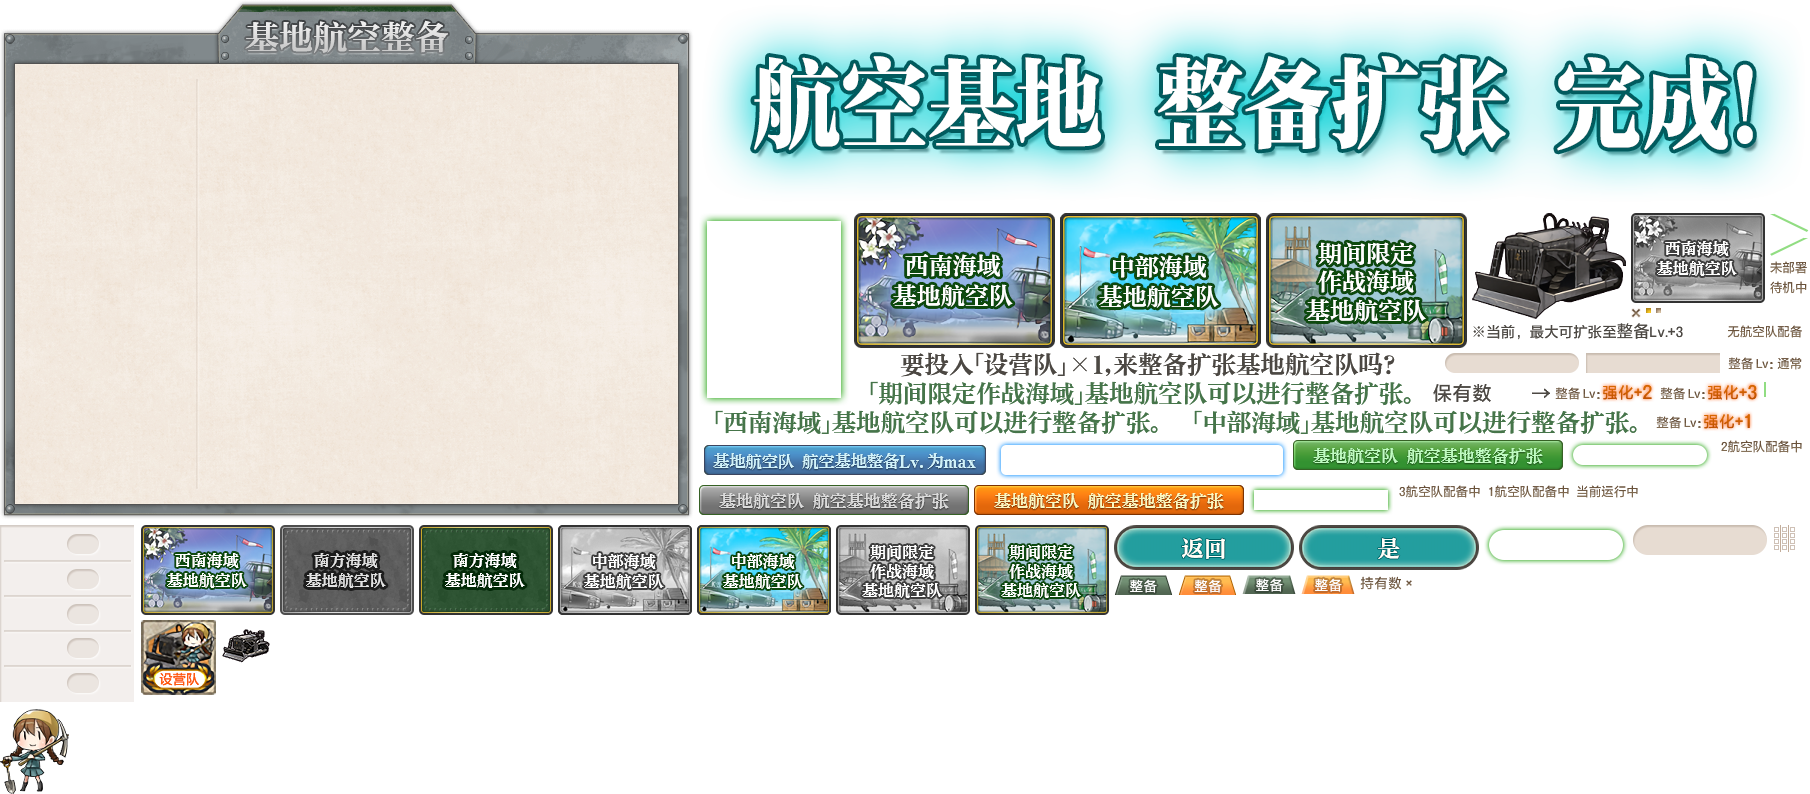 基地航空整备
航空基地 整备扩张 完成!
西南海域
基地航空队
中部海域
基地航空队
期间限定
作战海域
基地航空队
西南海域
基地航空队
未部署
待机中
※当前，最大可扩张至整备Lv.+3
无航空队配备
要投入「设营队」×1,来整备扩张基地航空队吗?
整备Lv: 通常
「期间限定作战海域」基地航空队可以进行整备扩张。
保有数
→ 整备Lv:强化+2
整备Lv:强化+3
「西南海域」基地航空队可以进行整备扩张。
「中部海域」基地航空队可以进行整备扩张。
整备Lv:强化+1
基地航空队 航空基地整备Lv.为max
基地航空队 航空基地整备扩张
2航空队配备中
基地航空队 航空基地整备扩张
基地航空队 航空基地整备扩张
3航空队配备中
1航空队配备中
当前运行中
西南海域
基地航空队
南方海域
基地航空队
南方海域
基地航空队
中部海域
基地航空队
中部海域
基地航空队
期间限定
作战海域
基地航空队
期间限定
作战海域
基地航空队
返回
是
整备
整备
整备
整备
持有数 ×
设营队